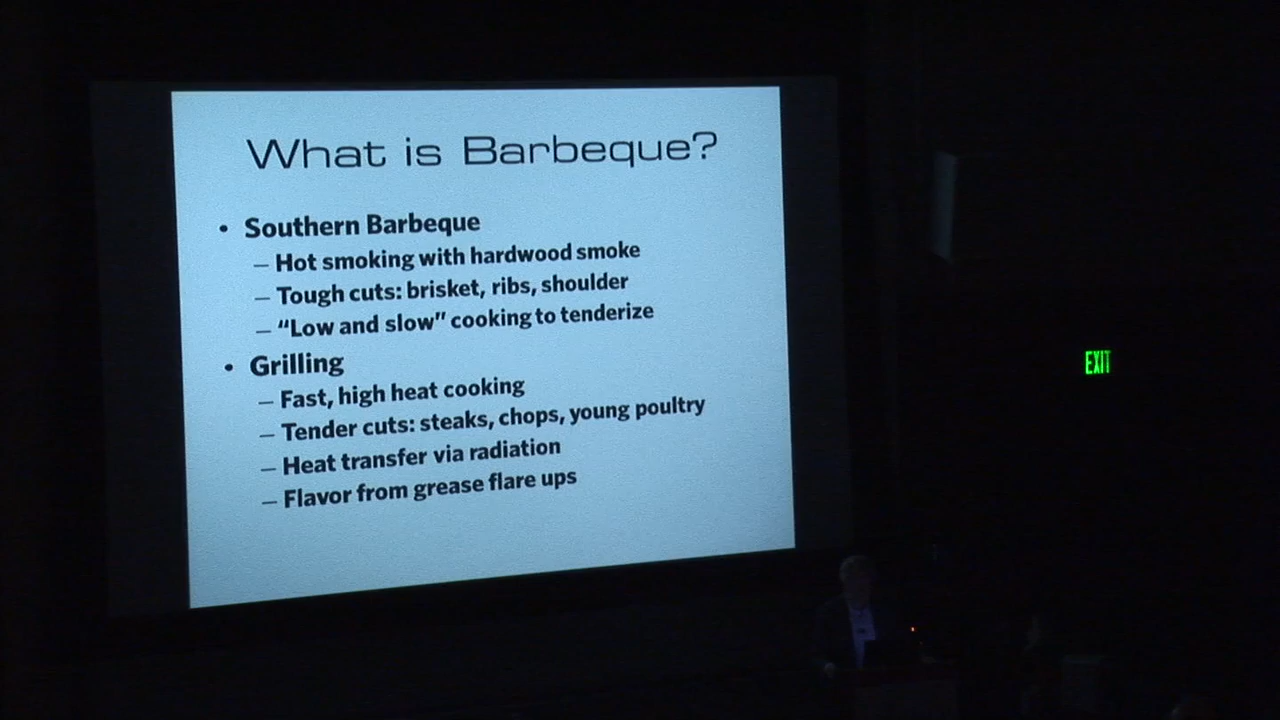 What is Barbeque?
• Southern Barbeque
– Hot smoking with hardwood smoke
– Tough cuts: brisket, ribs, shoulder
– “Low and slow” cooking to tenderize
• Grilling
– Fast, high heat cooking
– Tender cuts: steaks, chops, young poultry
– Heat transfer via radiation
– Flavor from grease flare ups
EXIT